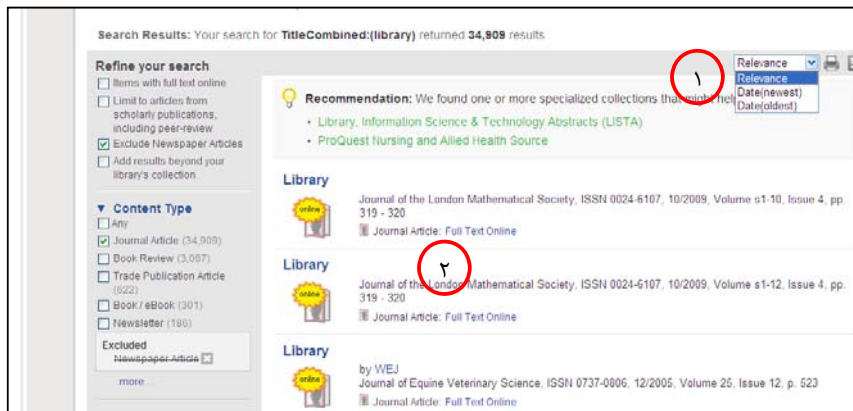 Search Results: Your search for TitleCombined:(library) returned 34,909 results
Refine your search
Items with full text online
Limit to articles from
scholarly publications,
including peer-review
Exclude Newspaper Articles
Add results beyond your
library's collection
Content Type
Any
Journal Article (34,909)
Book Review (3,007)
Trade Publication Article
(622)
Book / eBook (301)
Newsletter (186)
Excluded
Newspaper Article
more...
Relevance
Relevance
Date(newest)
Date(oldest)
۱
Recommendation: We found one or more specialized collections that might help
Library, Information Science & Technology Abstracts (LISTA)
ProQuest Nursing and Allied Health Source
Library
online
Journal of the London Mathematical Society, ISSN 0024-6107, 10/2009, Volume s1-10, Issue 4, pp.
319 - 320
Journal Article: Full Text Online
Library
۲
online
Journal of the London Mathematical Society, ISSN 0024-6107, 10/2009, Volume s1-12, Issue 4, pp.
319 - 320
Journal Article: Full Text Online
Library
online
by WEJ
Journal of Equine Veterinary Science, ISSN 0737-0806, 12/2005, Volume 25, Issue 12, p. 523
Journal Article: Full Text Online